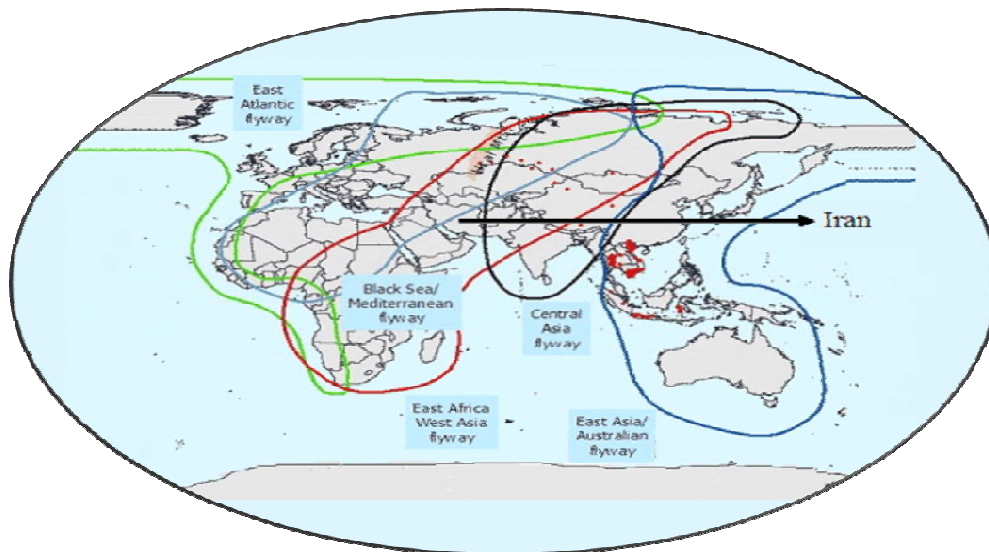 East
Atlantic
flyway
Iran
Black Sea/
Mediterranean
flyway
Central
Asia
flyway
East Africa
West Asia
flyway
East Asia/
Australian
flyway